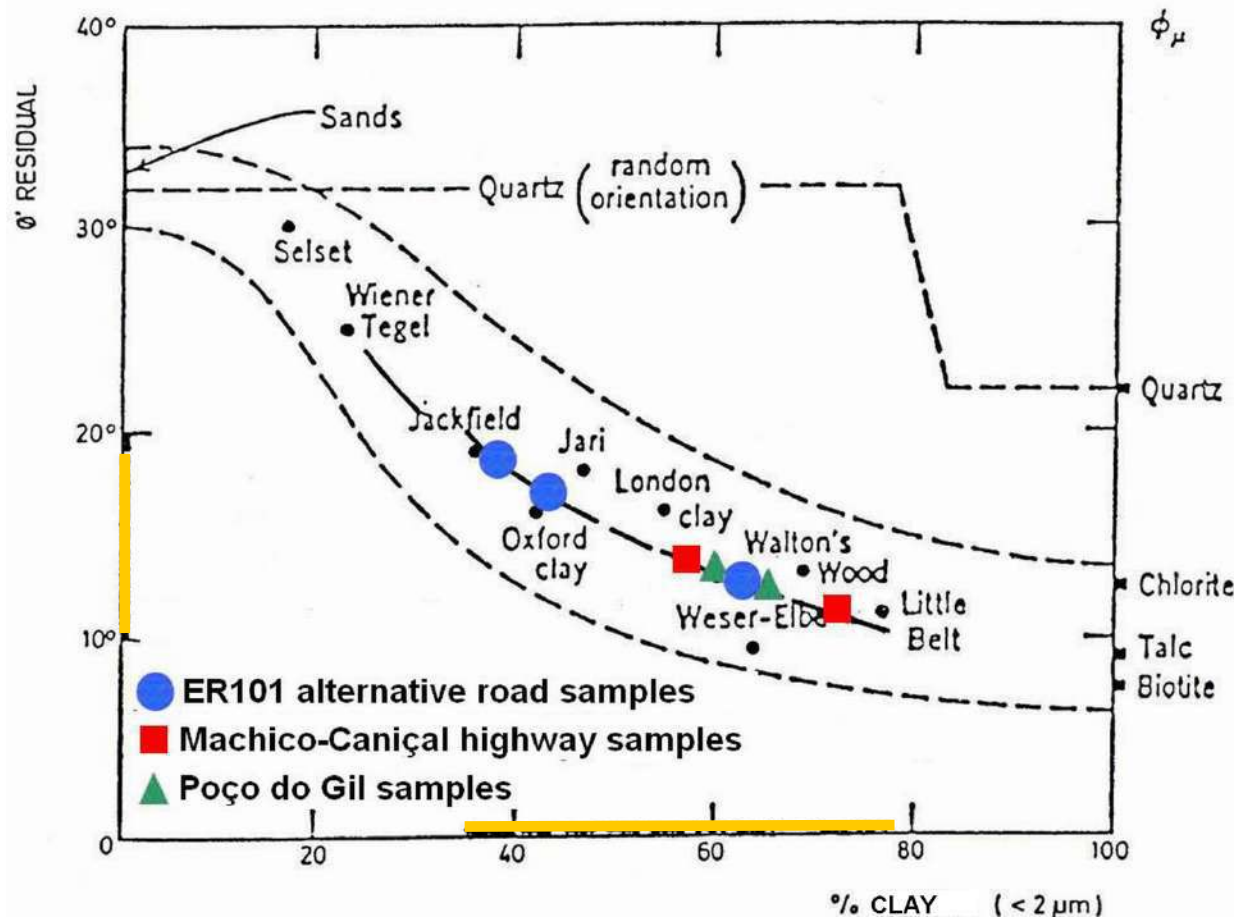 40°
ϕμ
Ø' RESIDUAL
Sands
Quartz (random orientation)
30°
Selset
Wiener
Tegel
Quartz
20°
Jackfield
Jari
London
clay
Oxford
clay
Walton's
Wood
Chlorite
Weser-Elbe
Little
Belt
10°
Talc
Biotite
ER101 alternative road samples
Machico-Caniçal highway samples
Poço do Gil samples
0
20
40
60
80
100
% CLAY (< 2 μm)